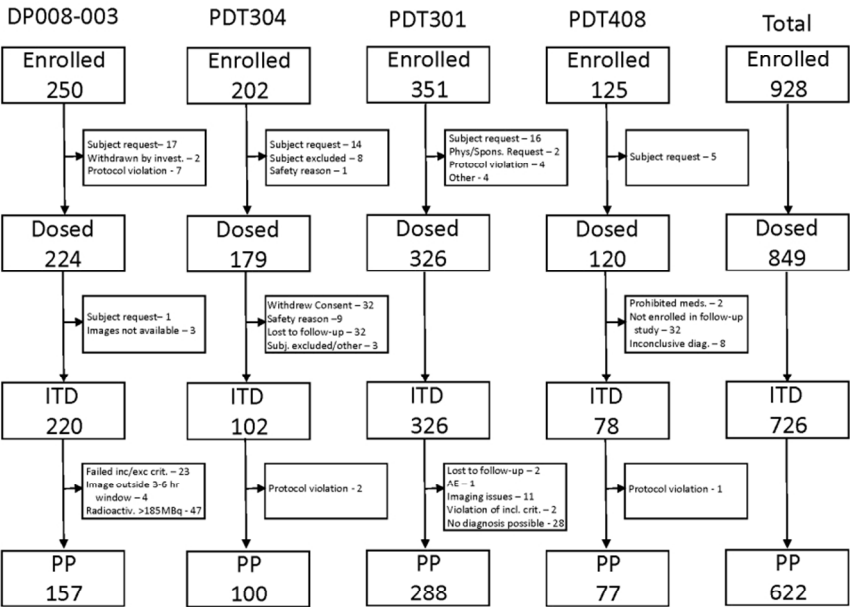 DP008-003
PDT304
PDT301
PDT408
Total
Enrolled
250
Enrolled
202
Enrolled
351
Enrolled
125
Enrolled
928
Subject request– 17
Withdrawn by invest. – 2
Protocol violation - 7
Subject request – 14
Subject excluded – 8
Safety reason – 1
Subject request – 16
Phys/Spons. Request – 2
Protocol violation – 4
Other - 4
Subject request – 5
Dosed
224
Dosed
179
Dosed
326
Dosed
120
Dosed
849
Subject request– 1
Images not available – 3
Withdrew Consent – 32
Safety reason –9
Lost to follow-up – 32
Subj. excluded/other – 3
Prohibited meds. – 2
Not enrolled in follow-up
study – 32
Inconclusive diag. – 8
ITD
220
ITD
102
ITD
326
ITD
78
ITD
726
Failed inc/exc crit. – 23
Image outside 3-6 hr
window – 4
Radioactiv. >185MBq - 47
Protocol violation - 2
Lost to follow-up – 2
AE – 1
Imaging issues – 11
Violation of incl. crit. – 2
No diagnosis possible - 28
Protocol violation - 1
PP
157
PP
100
PP
288
PP
77
PP
622